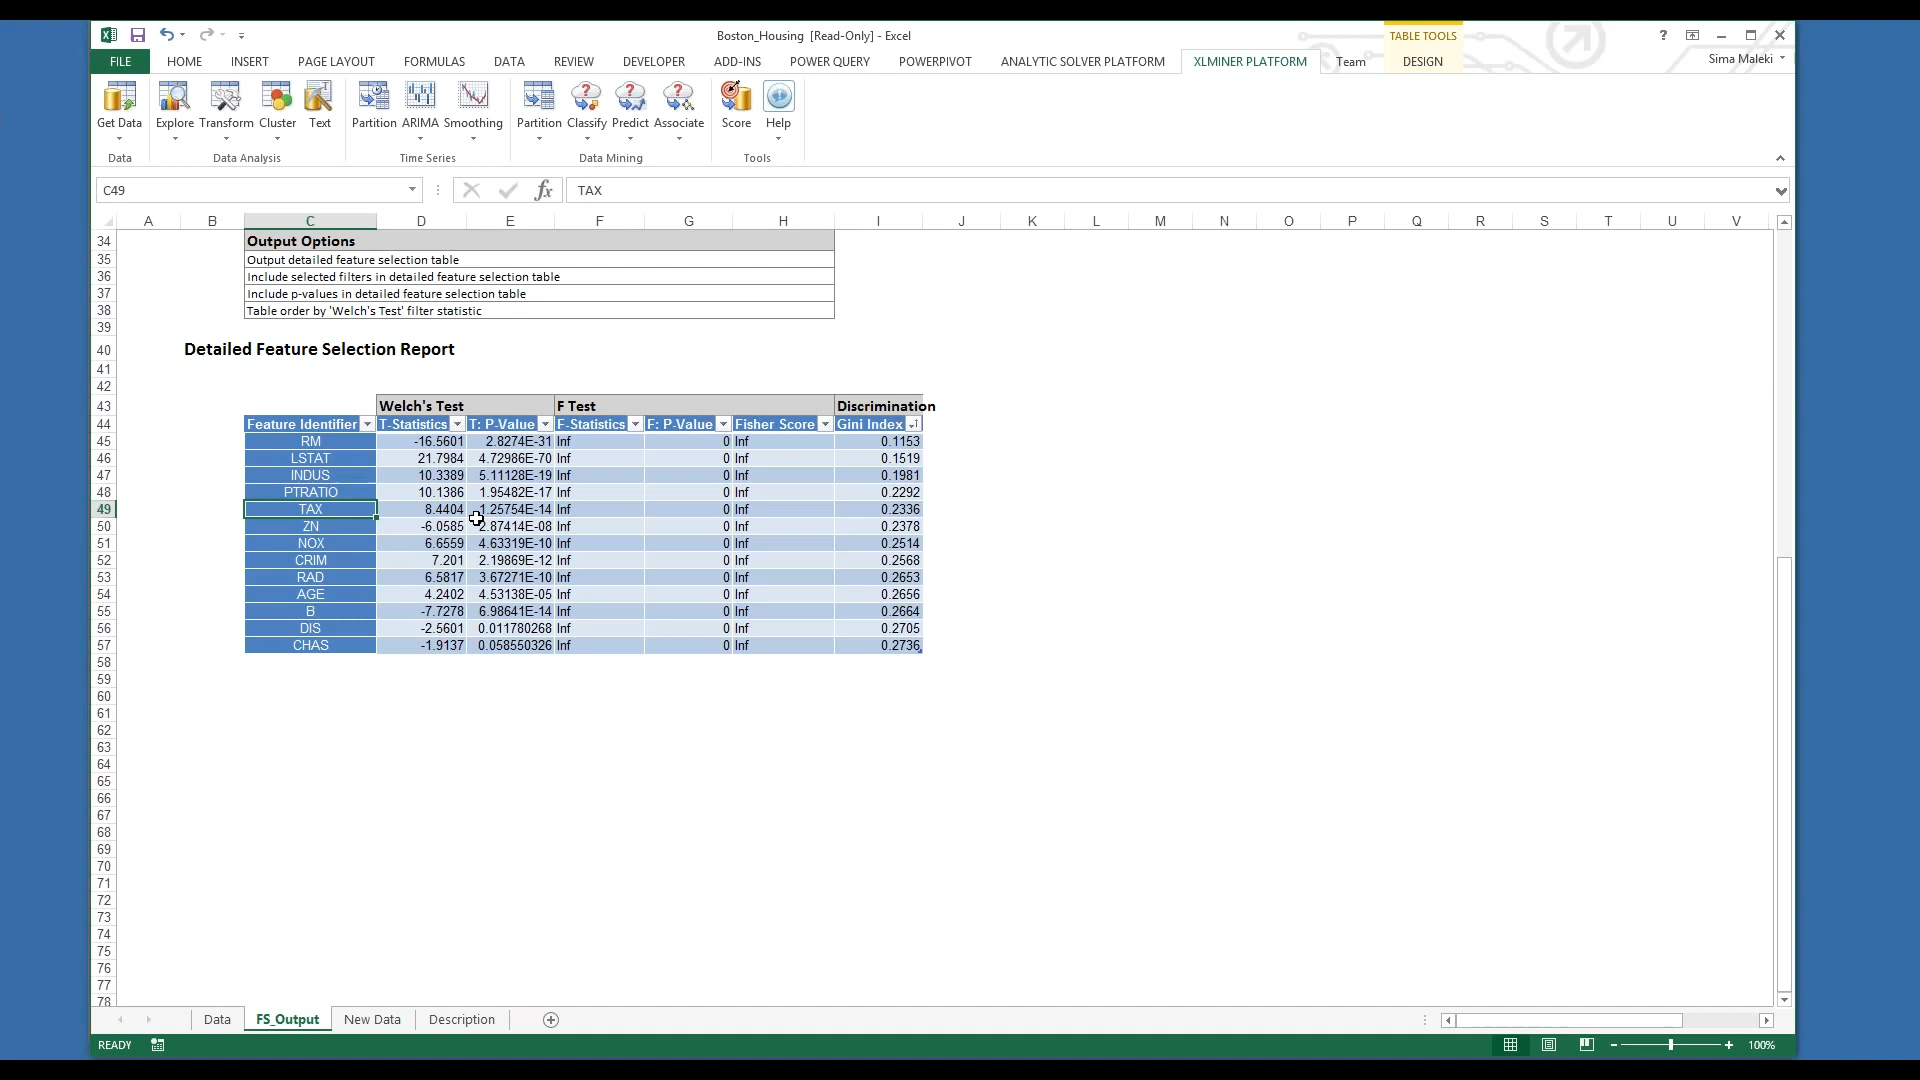 Boston_Housing [Read-Only] - Excel
TABLE TOOLS
?
FILE HOME INSERT PAGE LAYOUT FORMULAS DATA REVIEW DEVELOPER ADD-INS POWER QUERY POWERPIVOT ANALYTIC SOLVER PLATFORM XLMINER PLATFORM Team DESIGN Sima Maleki
Get Data Explore Transform Cluster Text Partition ARIMA Smoothing Partition Classify Predict Associate Score Help
Data Data Analysis Time Series Data Mining Tools
C49 fx TAX
A B C D E F G H I J K L M N O P Q R S T U V
34 Output Options
35 Output detailed feature selection table
36 Include selected filters in detailed feature selection table
37 Include p-values in detailed feature selection table
38 Table order by 'Welch's Test' filter statistic
39
40 Detailed Feature Selection Report
41
42
43 Welch's Test F Test Discrimination
44 Feature Identifier T-Statistics T: P-Value F-Statistics F: P-Value Fisher Score Gini Index
45 RM -16.5601 2.8274E-31 Inf 0 Inf 0.1153
46 LSTAT 21.7984 4.72986E-70 Inf 0 Inf 0.1519
47 INDUS 10.3389 5.11128E-19 Inf 0 Inf 0.1981
48 PTRATIO 10.1386 1.95482E-17 Inf 0 Inf 0.2292
49 TAX 8.4404 1.25754E-14 Inf 0 Inf 0.2336
50 ZN -6.0585 2.87414E-08 Inf 0 Inf 0.2378
51 NOX 6.6559 4.63319E-10 Inf 0 Inf 0.2514
52 CRIM 7.201 2.19869E-12 Inf 0 Inf 0.2568
53 RAD 6.5817 3.67271E-10 Inf 0 Inf 0.2653
54 AGE 4.2402 4.53138E-05 Inf 0 Inf 0.2656
55 B -7.7278 6.98641E-14 Inf 0 Inf 0.2664
56 DIS -2.5601 0.011780268 Inf 0 Inf 0.2705
57 CHAS -1.9137 0.058550326 Inf 0 Inf 0.2736
58
59
60
61
62
63
64
65
66
67
68
69
70
71
72
73
74
75
76
77
78
Data FS_Output New Data Description
READY 100%